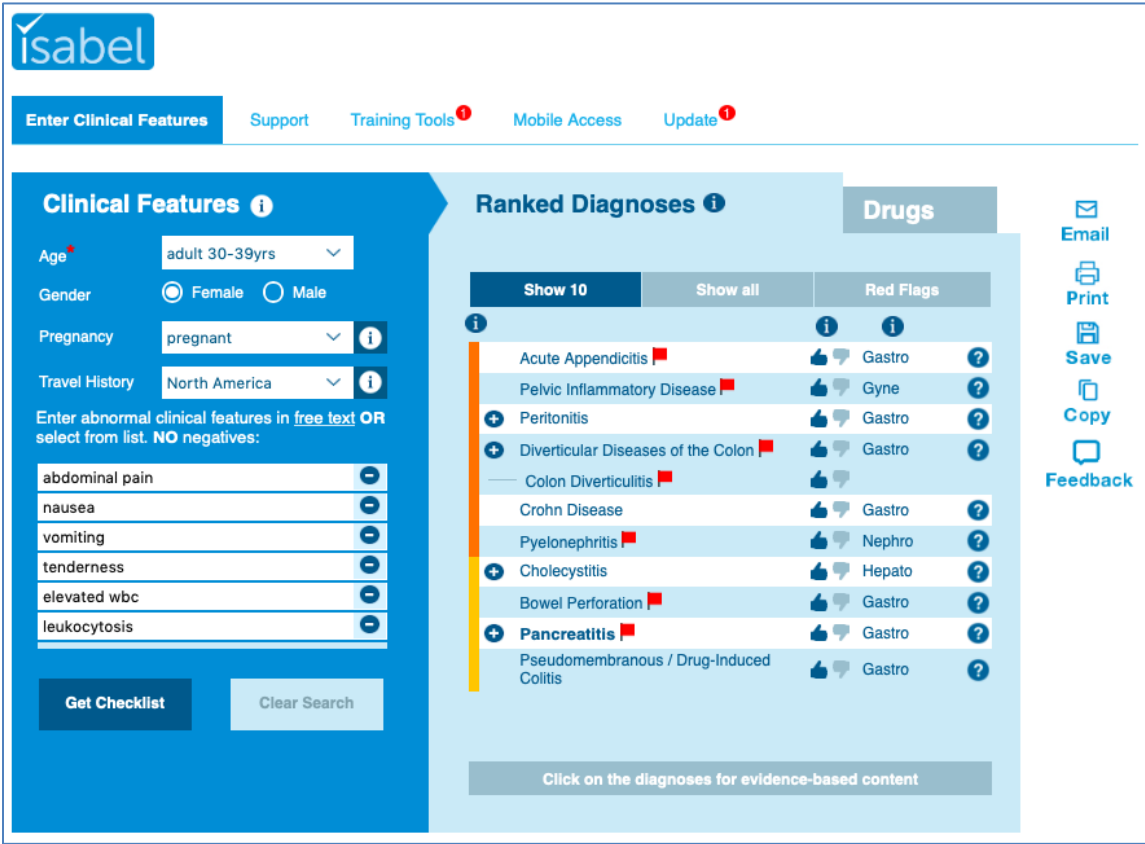 isabel
Enter Clinical Features
Support
Training Tools 1
Mobile Access
Update 1
Clinical Features i
Age*
adult 30-39yrs
Gender
Female
Male
Pregnancy
pregnant
i
Travel History
North America
i
Enter abnormal clinical features in free text OR
select from list. NO negatives:
abdominal pain
nausea
vomiting
tenderness
elevated wbc
leukocytosis
Get Checklist
Clear Search
Ranked Diagnoses i
Drugs
Show 10
Show all
Red Flags
i
i
i
Acute Appendicitis
Gastro
?
Pelvic Inflammatory Disease
Gyne
?
Peritonitis
Gastro
?
Diverticular Diseases of the Colon
Gastro
?
Colon Diverticulitis
Crohn Disease
Gastro
?
Pyelonephritis
Nephro
?
Cholecystitis
Hepato
?
Bowel Perforation
Gastro
?
Pancreatitis
Gastro
?
Pseudomembranous / Drug-Induced
Colitis
Gastro
?
Click on the diagnoses for evidence-based content
Email
Print
Save
Copy
Feedback